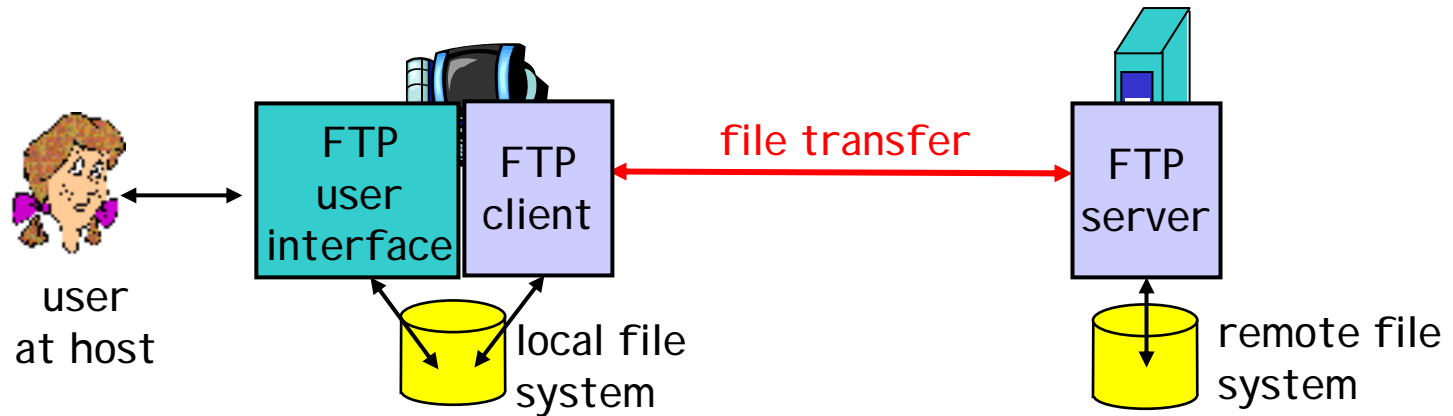 FTP
user
interface
FTP
client
file transfer
FTP
server
user
at host
local file
system
remote file
system